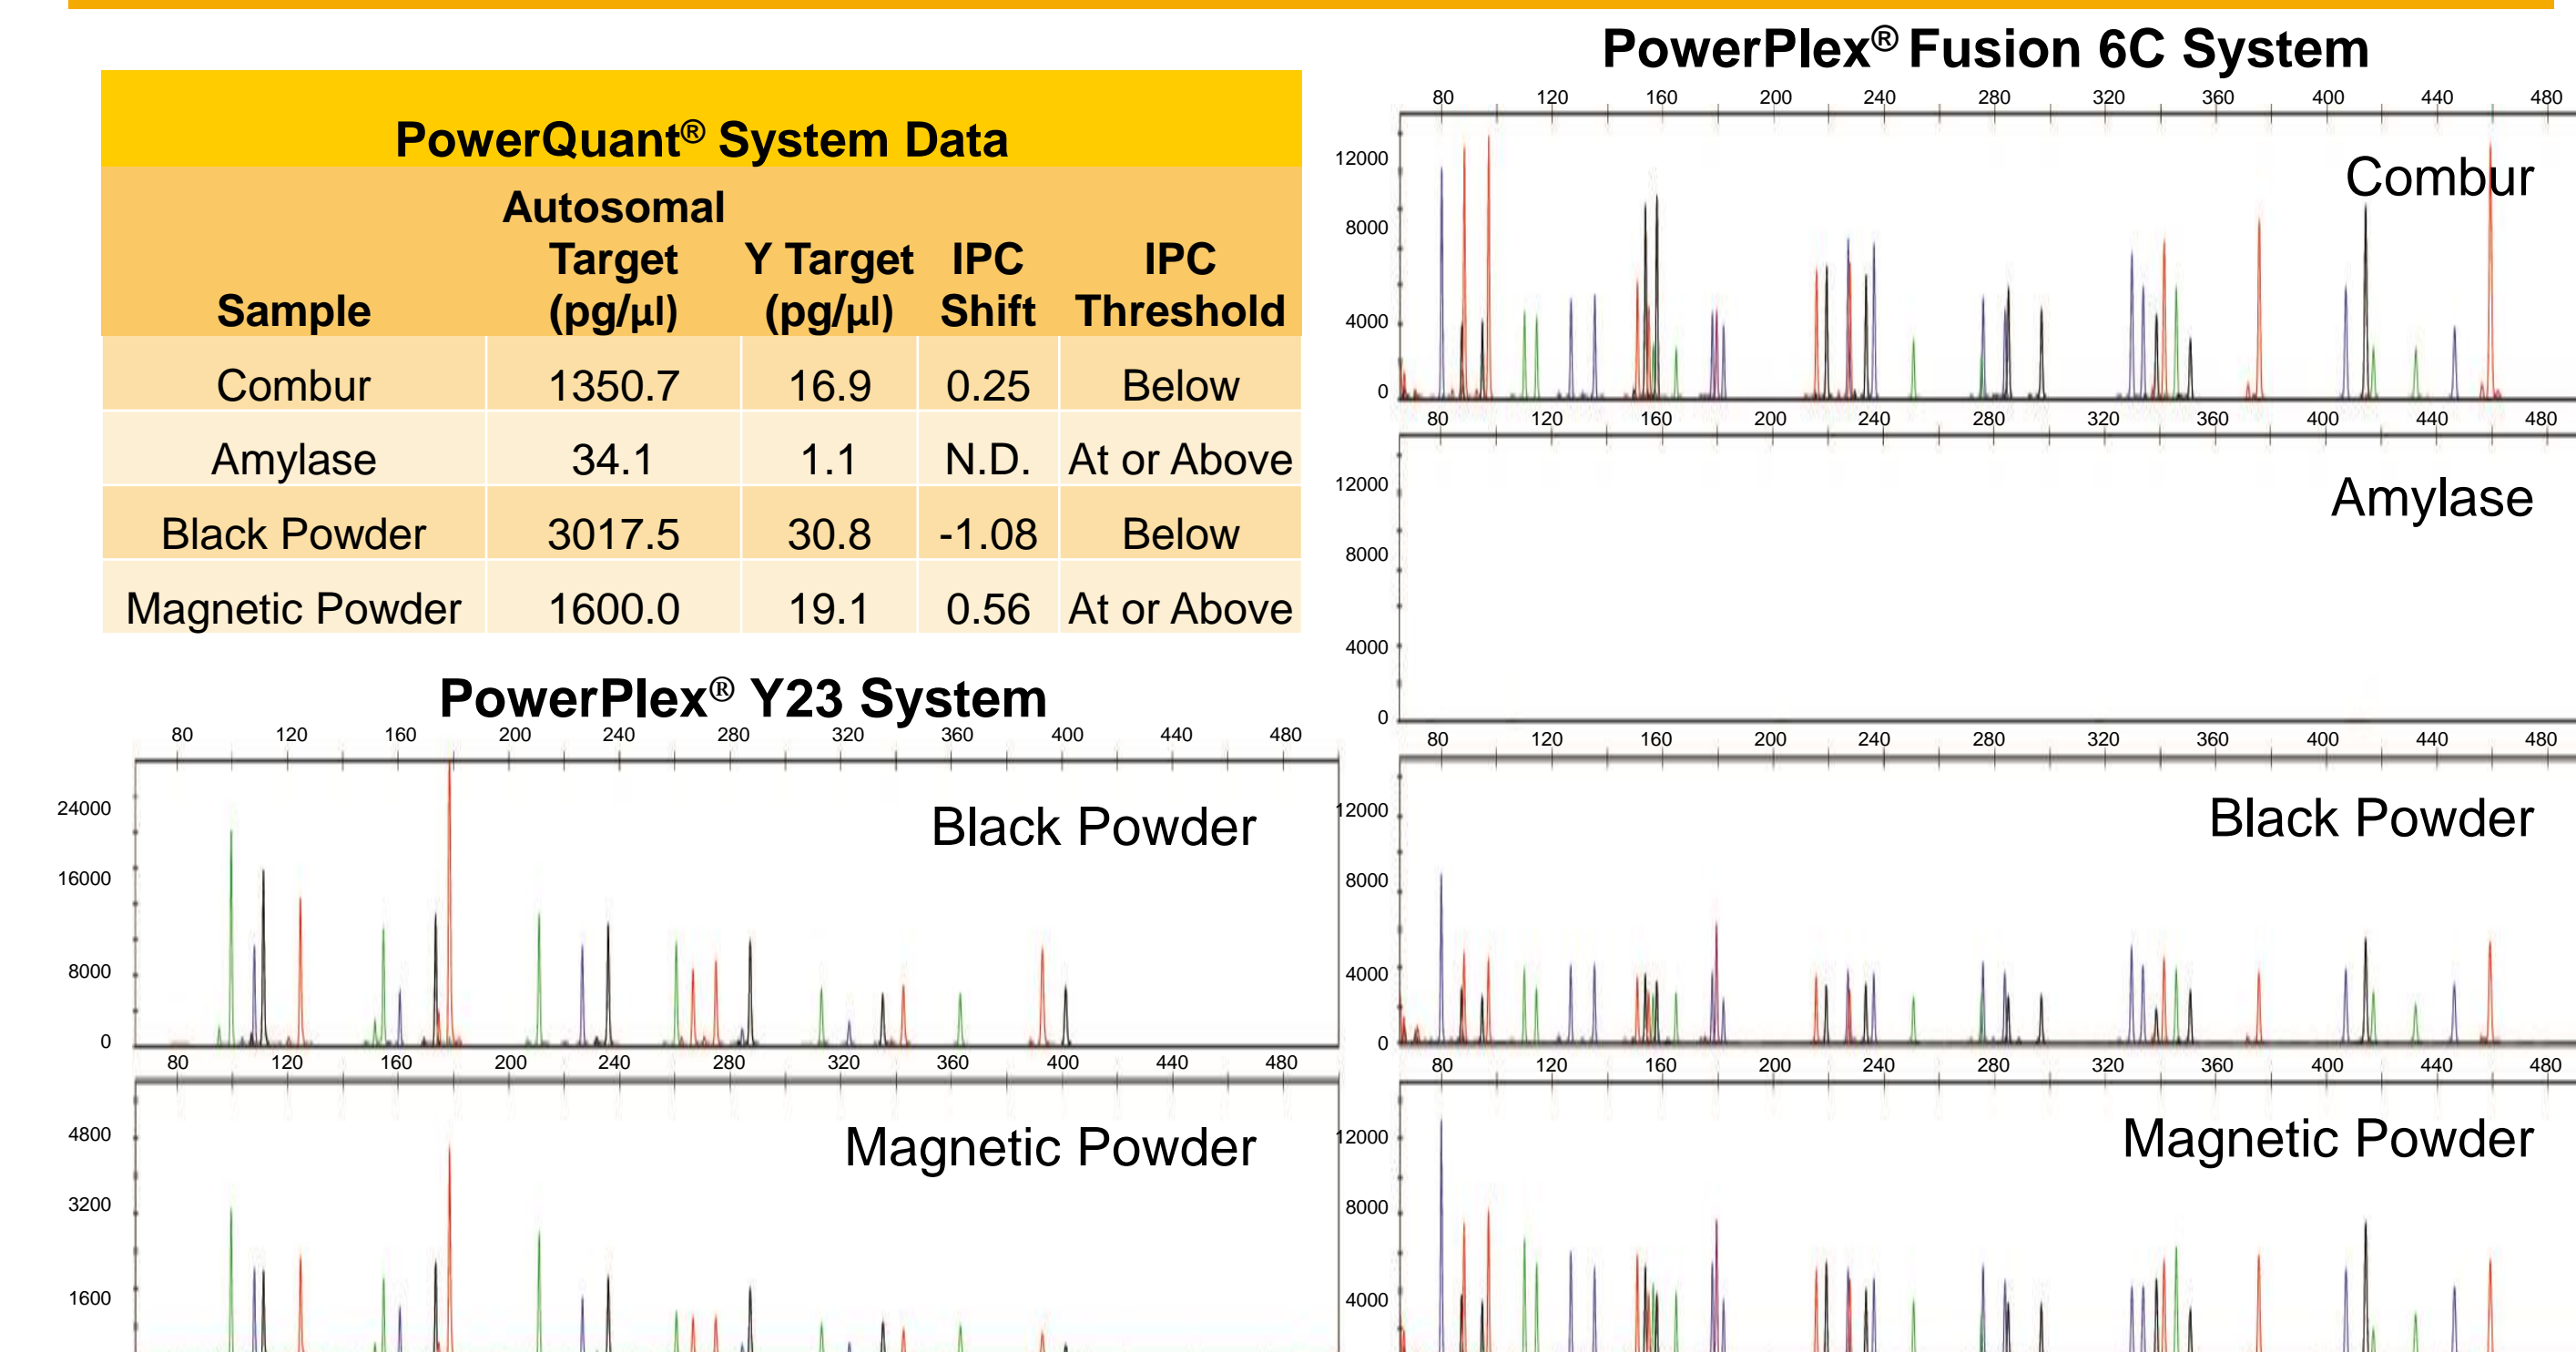 PowerQuant® System Data
Sample Autosomal Target (pg/µl) Y Target (pg/µl) IPC Shift IPC Threshold
Combur 1350.7 16.9 0.25 Below
Amylase 34.1 1.1 N.D. At or Above
Black Powder 3017.5 30.8 -1.08 Below
Magnetic Powder 1600.0 19.1 0.56 At or Above
PowerPlex® Y23 System
80 120 160 200 240 280 320 360 400 440 480
24000
16000
8000
0
Black Powder
80 120 160 200 240 280 320 360 400 440 480
4800
3200
1600
Magnetic Powder
PowerPlex® Fusion 6C System
80 120 160 200 240 280 320 360 400 440 480
12000
8000
4000
0
Combur
80 120 160 200 240 280 320 360 400 440 480
12000
8000
4000
0
Amylase
80 120 160 200 240 280 320 360 400 440 480
12000
8000
4000
0
Black Powder
80 120 160 200 240 280 320 360 400 440 480
12000
8000
4000
Magnetic Powder